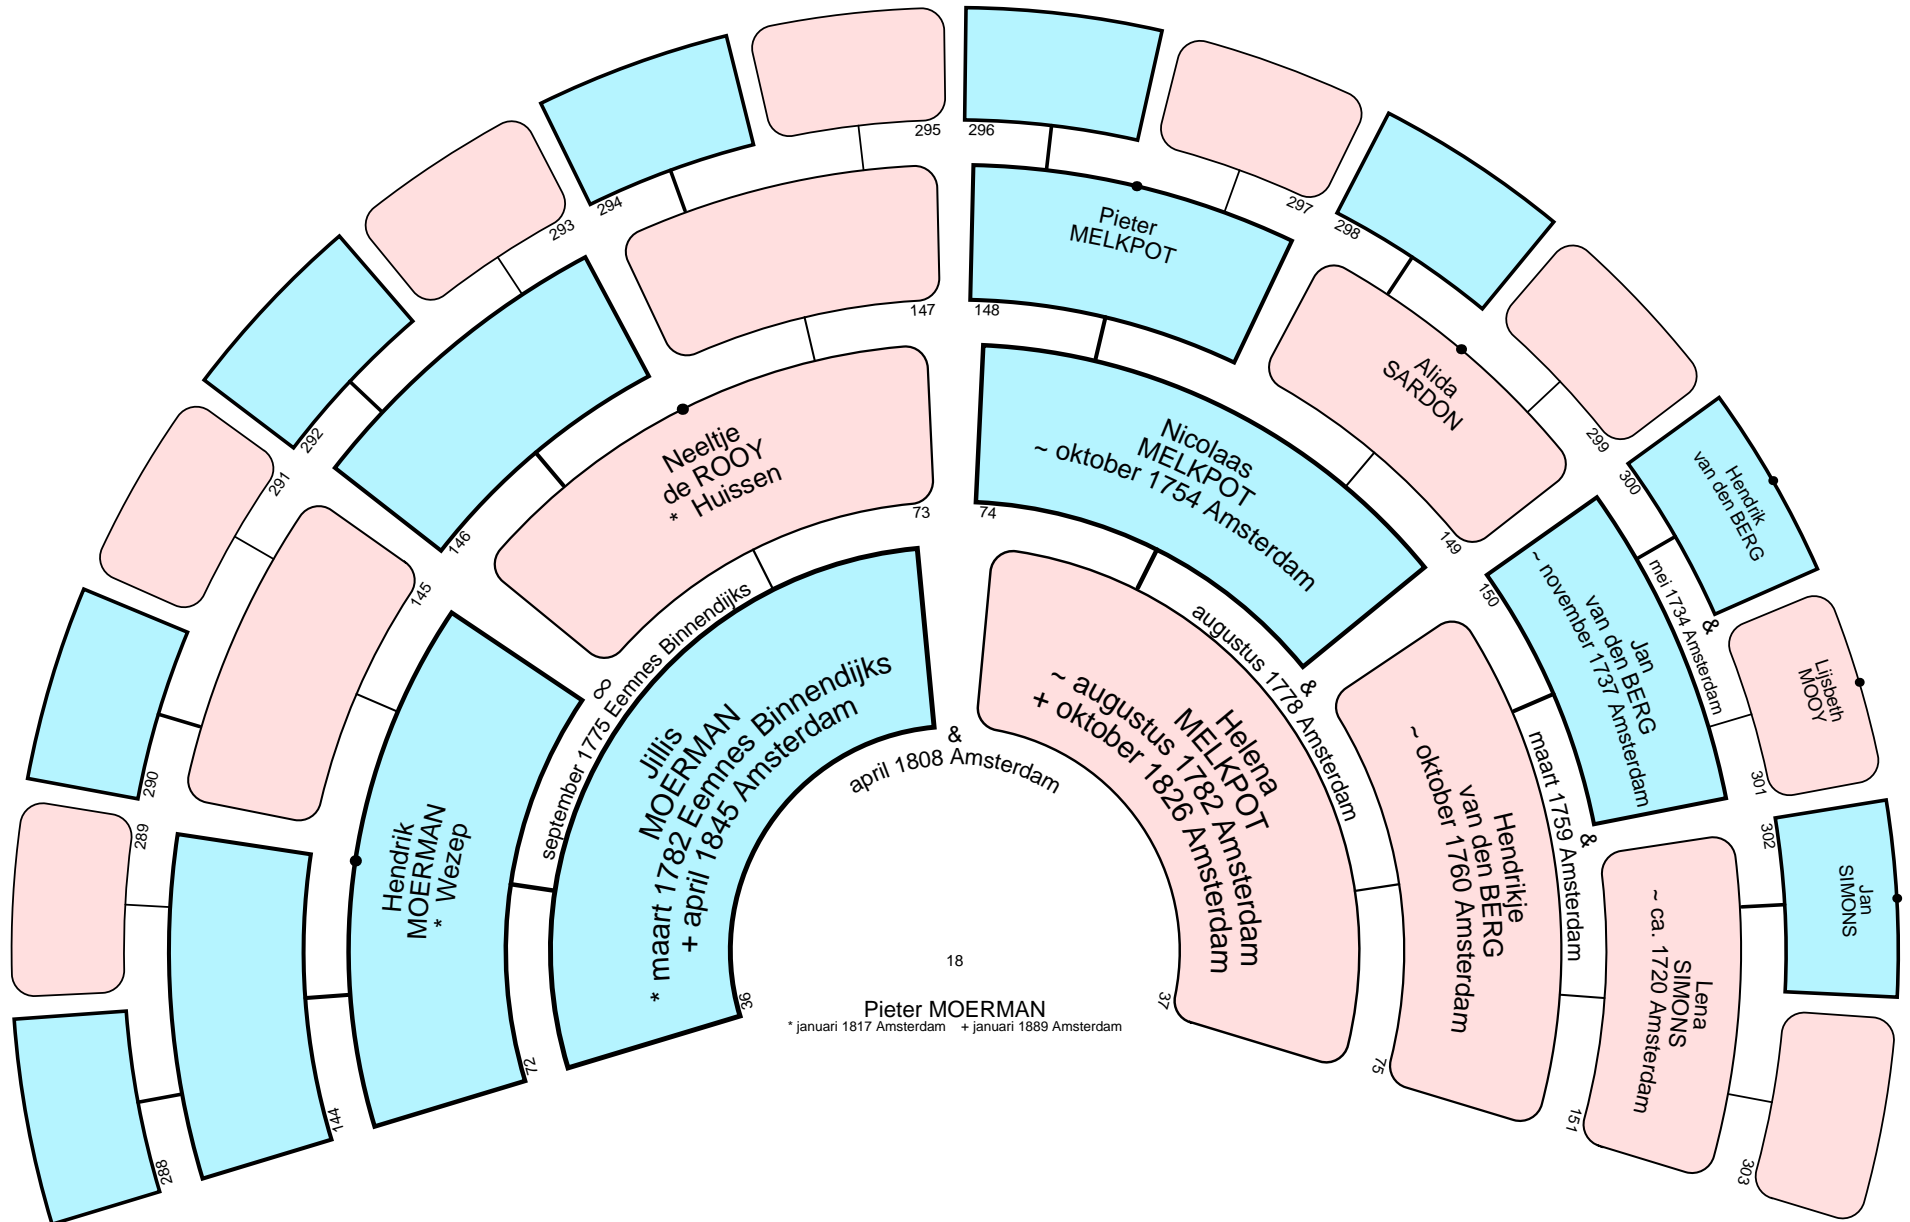 295
296
294
297
293
298
Pieter
MELKPOT
147
148
292
299
291
300
Alida
SARDON
Hendrik
van den BERG
Neeltje
de ROOY
* Huissen
Nicolaas
MELKPOT
~ oktober 1754 Amsterdam
73
74
146
149
145
150
mei 1734 Amsterdam
&
Jan
van den BERG
~ november 1737 Amsterdam
Lijsbeth
MOOY
∞
september 1775 Eemnes Binnendijks
&
augustus 1778 Amsterdam
Jillis
MOERMAN
* maart 1782 Eemnes Binnendijks
+ april 1845 Amsterdam
&
april 1808 Amsterdam
Helena
MELKPOT
~ augustus 1782 Amsterdam
+ oktober 1826 Amsterdam
290
301
289
302
Hendrik
MOERMAN
* Wezep
Hendrikje
van den BERG
~ oktober 1760 Amsterdam
&
maart 1759 Amsterdam
Jan
SIMONS
Lena
SIMONS
~ ca. 1720 Amsterdam
18
36
37
Pieter MOERMAN
* januari 1817 Amsterdam + januari 1889 Amsterdam
72
75
144
151
288
303